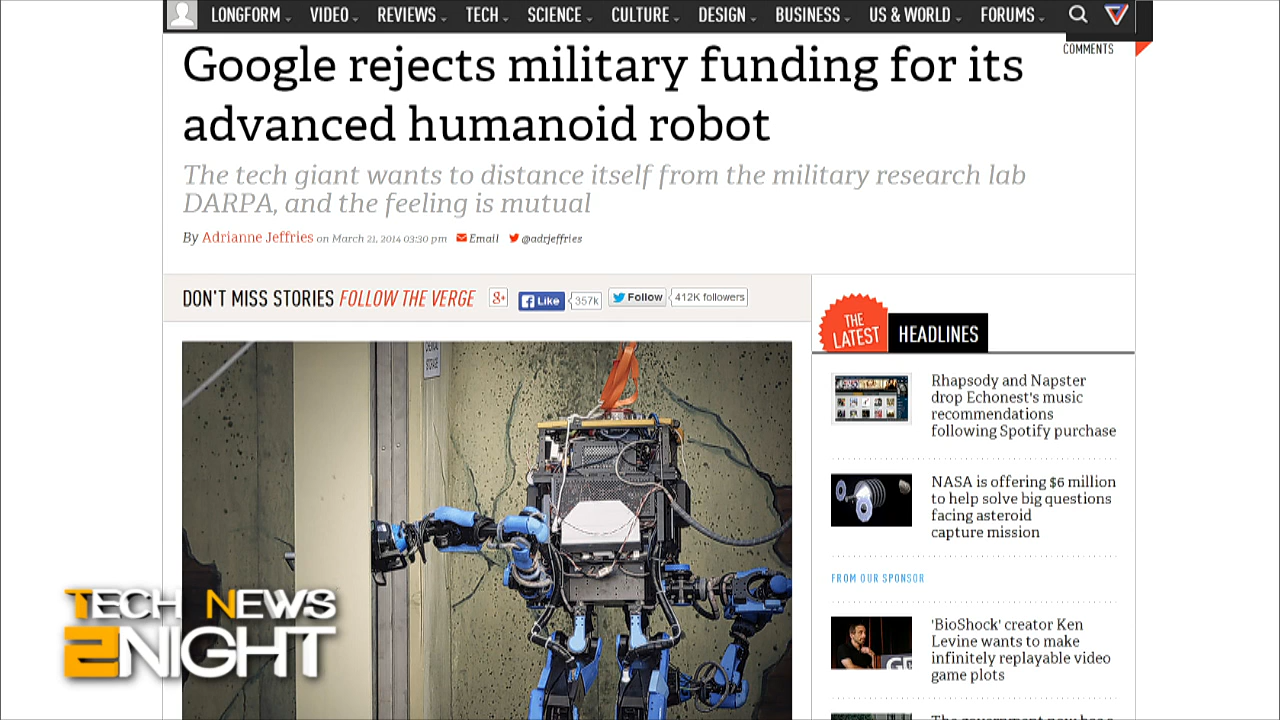 LONGFORM VIDEO REVIEWS TECH SCIENCE CULTURE DESIGN BUSINESS US & WORLD FORUMS
COMMENTS
Google rejects military funding for its
advanced humanoid robot
The tech giant wants to distance itself from the military research lab
DARPA, and the feeling is mutual
By Adrianne Jeffries on March 21, 2014 03:30 pm Email @adrjeffries
DON'T MISS STORIES FOLLOW THE VERGE g+ Like 357k Follow 412K followers
THE
LATEST
HEADLINES
Rhapsody and Napster
drop Echonest's music
recommendations
following Spotify purchase
NASA is offering $6 million
to help solve big questions
facing asteroid
capture mission
FROM OUR SPONSOR
'BioShock' creator Ken
Levine wants to make
infinitely replayable video
game plots
TECH NEWS
2NIGHT